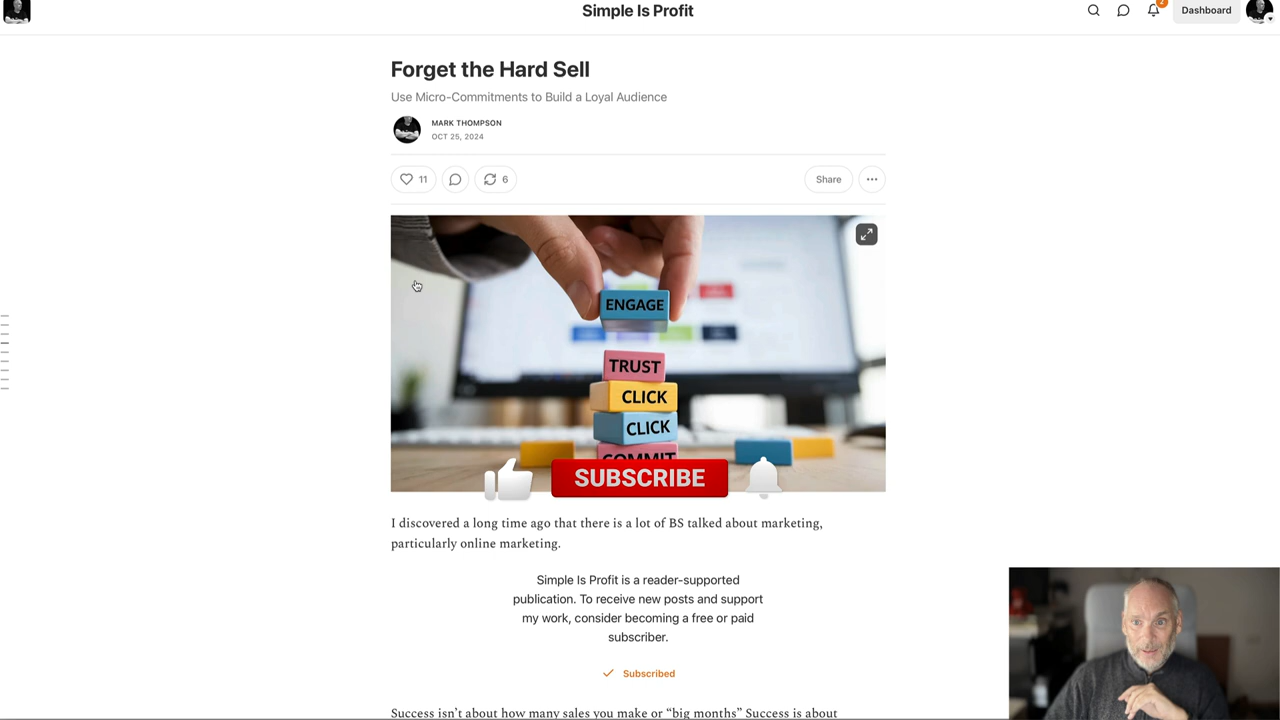 Simple Is Profit
2
Dashboard
Forget the Hard Sell
Use Micro-Commitments to Build a Loyal Audience
MARK THOMPSON
OCT 25, 2024
11
6
Share
ENGAGE
TRUST
CLICK
CLICK
COMMIT
SUBSCRIBE
I discovered a long time ago that there is a lot of BS talked about marketing,
particularly online marketing.
Simple Is Profit is a reader-supported
publication. To receive new posts and support
my work, consider becoming a free or paid
subscriber.
Subscribed
Success isn’t about how many sales you make or “big months” Success is about